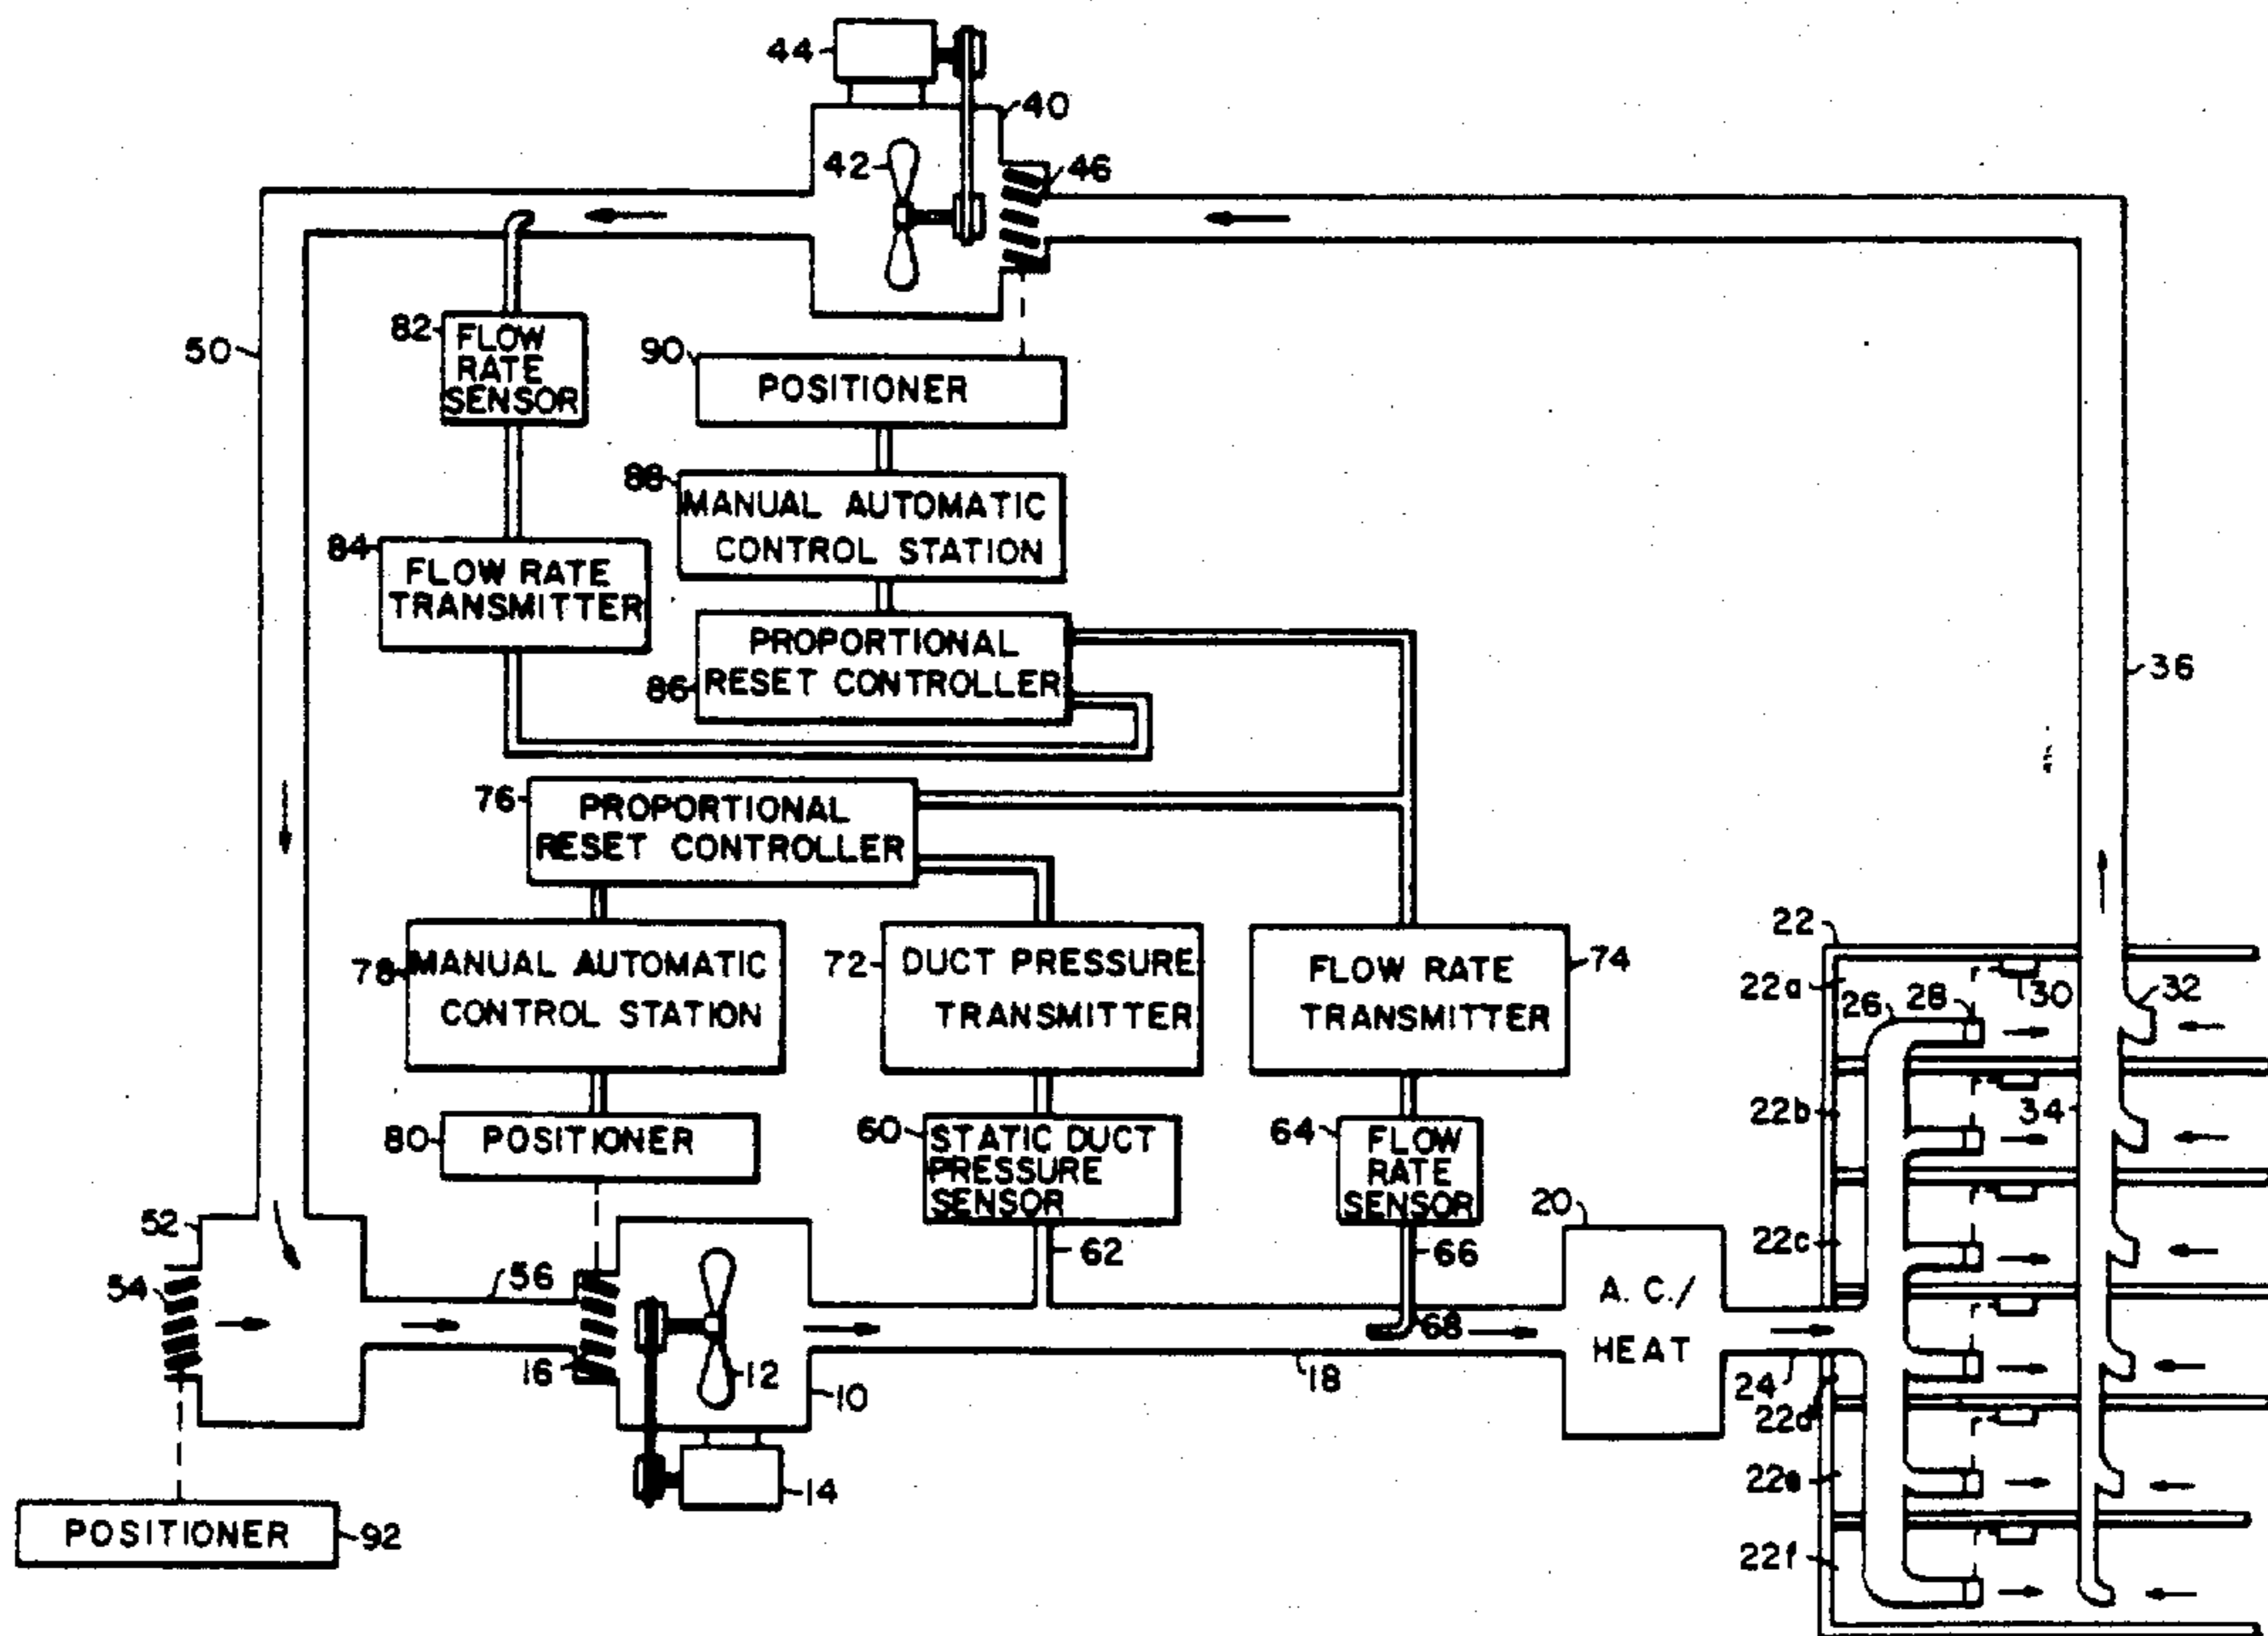 44
40
42
46
82
FLOW
RATE
SENSOR
50
90
POSITIONER
88
MANUAL AUTOMATIC
CONTROL STATION
84
FLOW RATE
TRANSMITTER
PROPORTIONAL
86
RESET CONTROLLER
36
76
PROPORTIONAL
RESET CONTROLLER
22
78
MANUAL AUTOMATIC
CONTROL STATION
72
DUCT PRESSURE
TRANSMITTER
FLOW RATE
TRANSMITTER
74
22a
26
28
30
32
80
POSITIONER
60
STATIC DUCT
PRESSURE
SENSOR
64
FLOW
RATE
SENSOR
22b
34
52
20
54
56
62
66
22c
A.C./
HEAT
68
16
12
10
18
24
22d
14
22e
POSITIONER
92
22f